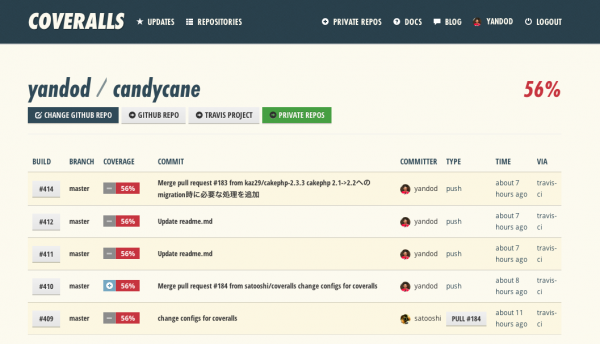 COVERALLS UPDATES REPOSITORIES PRIVATE REPOS DOCS BLOG YANDOD LOGOUT
yandod / candycane 56%
CHANGE GITHUB REPO GITHUB REPO TRAVIS PROJECT PRIVATE REPOS
BUILD BRANCH COVERAGE COMMIT COMMITTER TYPE TIME VIA
#414 master 56% Merge pull request #183 from kaz29/cakephp-2.3.3 cakephp 2.1->2.2への yandod push about 7 travis-
migration時に必要な処理を追加 hours ago ci
#412 master 56% Update readme.md yandod push about 7 travis-
hours ago ci
#411 master 56% Update readme.md yandod push about 7 travis-
hours ago ci
#410 master 56% Merge pull request #184 from satooshi/coveralls change configs for coveralls yandod push about 8 travis-
hours ago ci
#409 master 56% change configs for coveralls satooshi PULL #184 about 11 travis-
hours ago ci